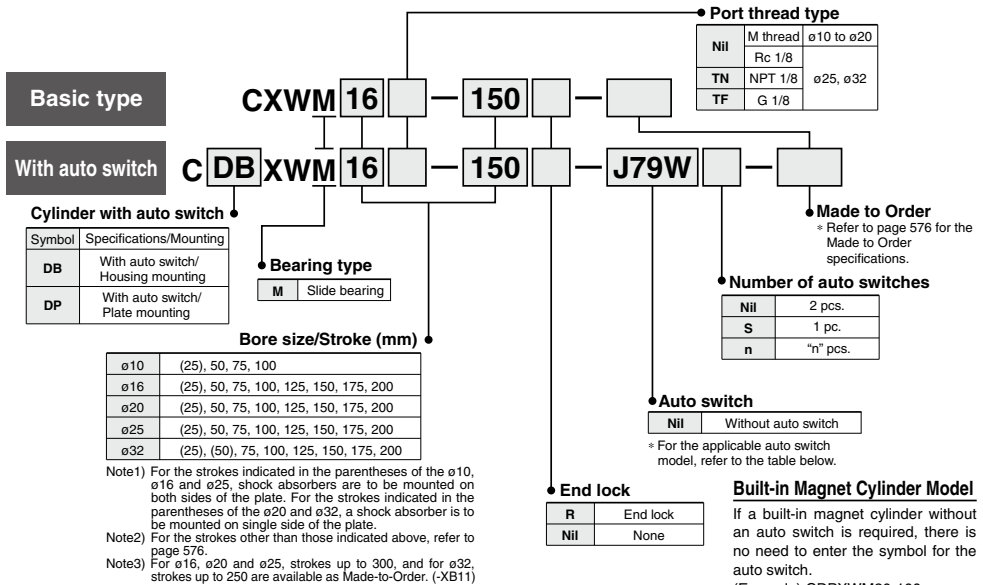 Port thread type
Nil M thread ø10 to ø20
Rc 1/8 ø25, ø32
TN NPT 1/8
TF G 1/8
Basic type
CXWM 16 — 150 —
With auto switch
C DB XWM 16 — 150 — J79W —
Cylinder with auto switch
Symbol Specifications/Mounting
DB With auto switch/
Housing mounting
DP With auto switch/
Plate mounting
Bearing type
M Slide bearing
Bore size/Stroke (mm)
ø10 (25), 50, 75, 100
ø16 (25), 50, 75, 100, 125, 150, 175, 200
ø20 (25), 50, 75, 100, 125, 150, 175, 200
ø25 (25), 50, 75, 100, 125, 150, 175, 200
ø32 (25), (50), 75, 100, 125, 150, 175, 200
Note1) For the strokes indicated in the parentheses of the ø10,
ø16 and ø25, shock absorbers are to be mounted on
both sides of the plate. For the strokes indicated in the
parentheses of the ø20 and ø32, a shock absorber is to
be mounted on single side of the plate.
Note2) For the strokes other than those indicated above, refer to
page 576.
Note3) For ø16, ø20 and ø25, strokes up to 300, and for ø32,
strokes up to 250 are available as Made-to-Order. (-XB11)
Made to Order
* Refer to page 576 for the
Made to Order
specifications.
Number of auto switches
Nil 2 pcs.
S 1 pc.
n "n" pcs.
Auto switch
Nil Without auto switch
* For the applicable auto switch
model, refer to the table below.
End lock
R End lock
Nil None
Built-in Magnet Cylinder Model
If a built-in magnet cylinder without
an auto switch is required, there is
no need to enter the symbol for the
auto switch.